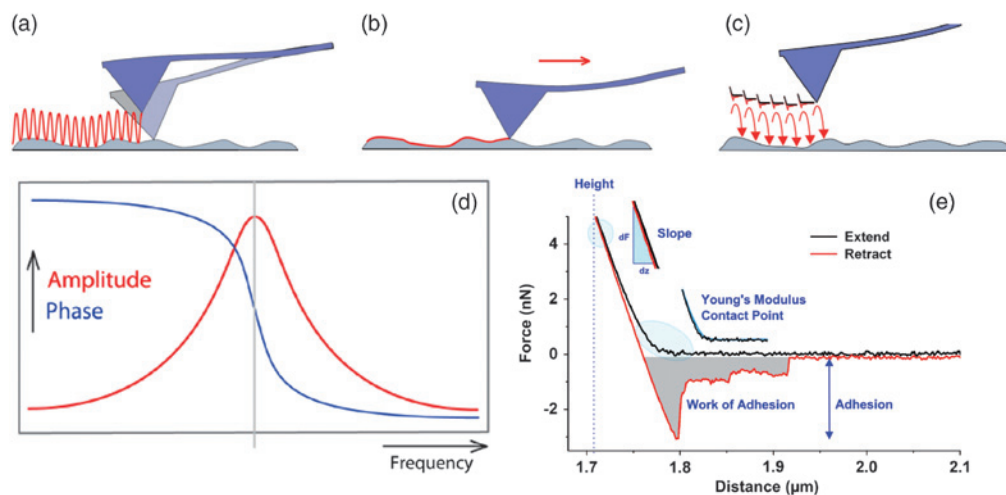 (a)
(b)
(c)
(d)
Amplitude
Phase
Frequency
(e)
Height
dF
dz
Slope
Extend
Retract
Young's Modulus
Contact Point
Work of Adhesion
Adhesion
Force (nN)
4
2
0
-2
1.7
1.8
1.9
2.0
2.1
Distance (µm)